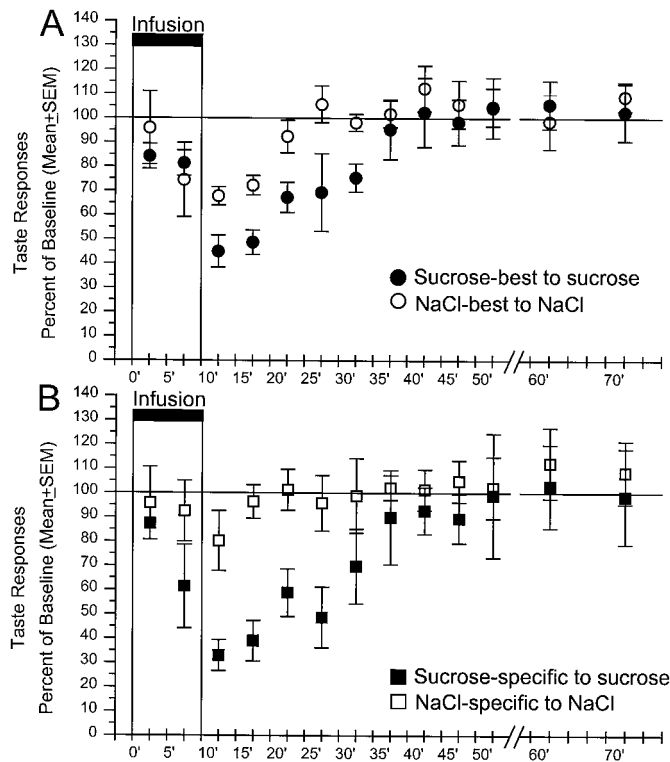 A
Infusion
Taste Responses
Percent of Baseline (Mean±SEM)
140
130
120
110
100
90
80
70
60
50
40
30
20
10
0
Sucrose-best to sucrose
NaCl-best to NaCl
0' 5' 10' 15' 20' 25' 30' 35' 40' 45' 50' 60' 70'
B
Infusion
Taste Responses
Percent of Baseline (Mean±SEM)
140
130
120
110
100
90
80
70
60
50
40
30
20
10
0
Sucrose-specific to sucrose
NaCl-specific to NaCl
0' 5' 10' 15' 20' 25' 30' 35' 40' 45' 50' 60' 70'